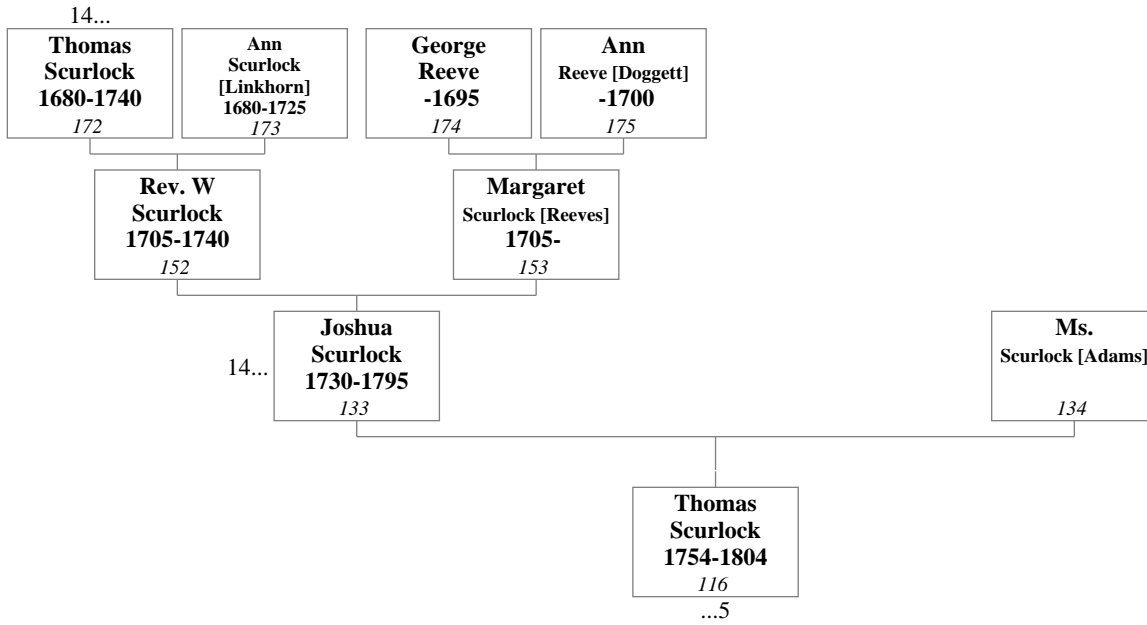 14...
Thomas
Scurlock
1680-1740
172
Ann
Scurlock
[Linkhorn]
1680-1725
173
George
Reeve
-1695
174
Ann
Reeve [Doggett]
-1700
175
Rev. W
Scurlock
1705-1740
152
Margaret
Scurlock [Reeves]
1705-
153
14...
Joshua
Scurlock
1730-1795
133
Ms.
Scurlock [Adams]
134
Thomas
Scurlock
1754-1804
116
...5